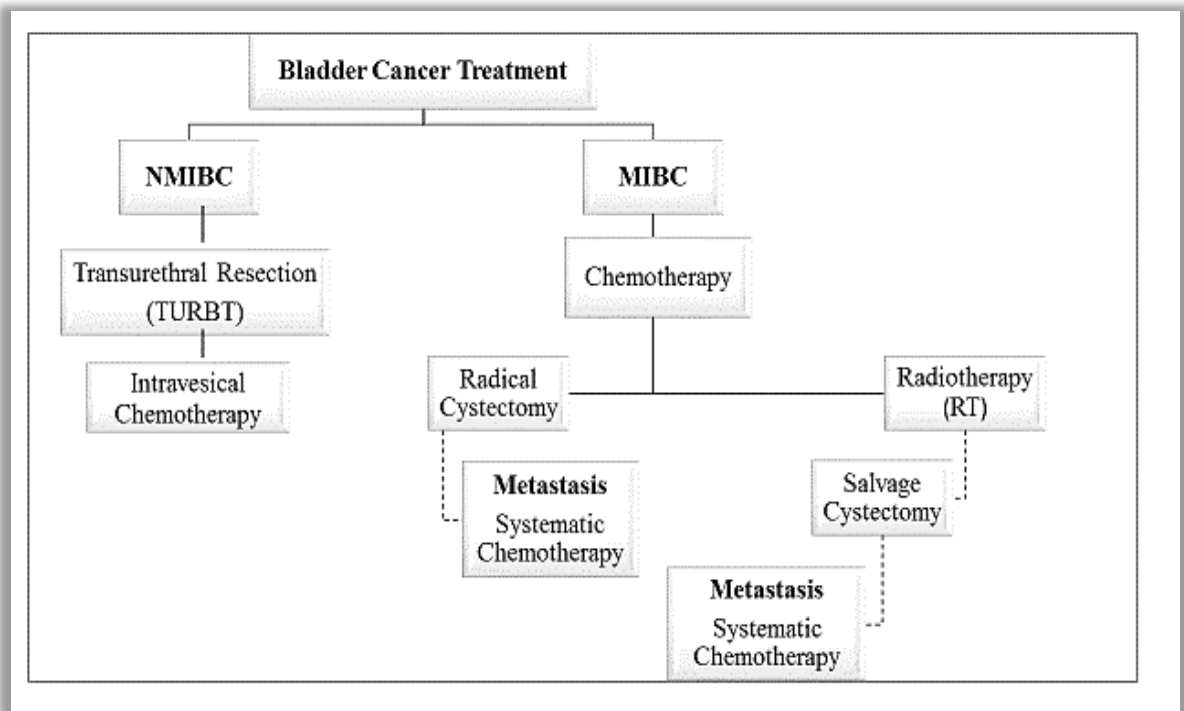 Bladder Cancer Treatment
NMIBC
MIBC
Transurethral Resection
(TURBT)
Chemotherapy
Intravesical
Chemotherapy
Radical
Cystectomy
Radiotherapy
(RT)
Metastasis
Systematic
Chemotherapy
Salvage
Cystectomy
Metastasis
Systematic
Chemotherapy